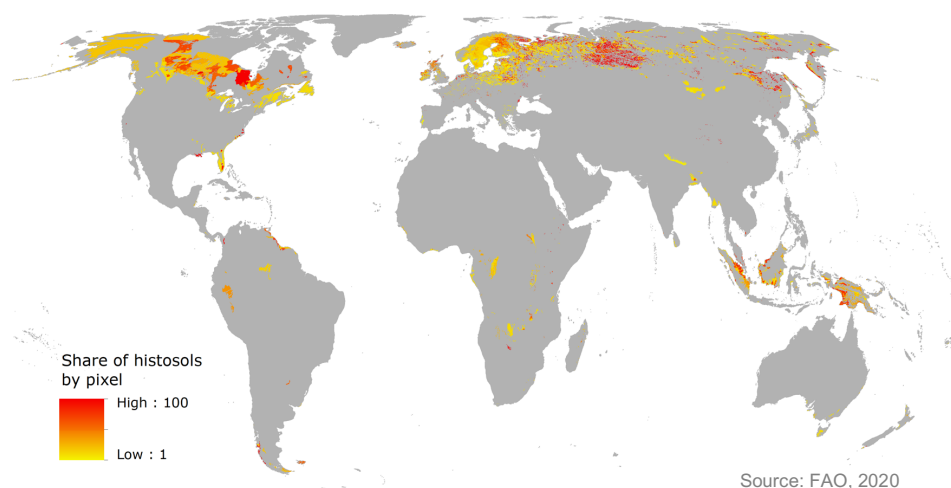 Share of histosols
by pixel
High : 100
Low : 1
Source: FAO, 2020